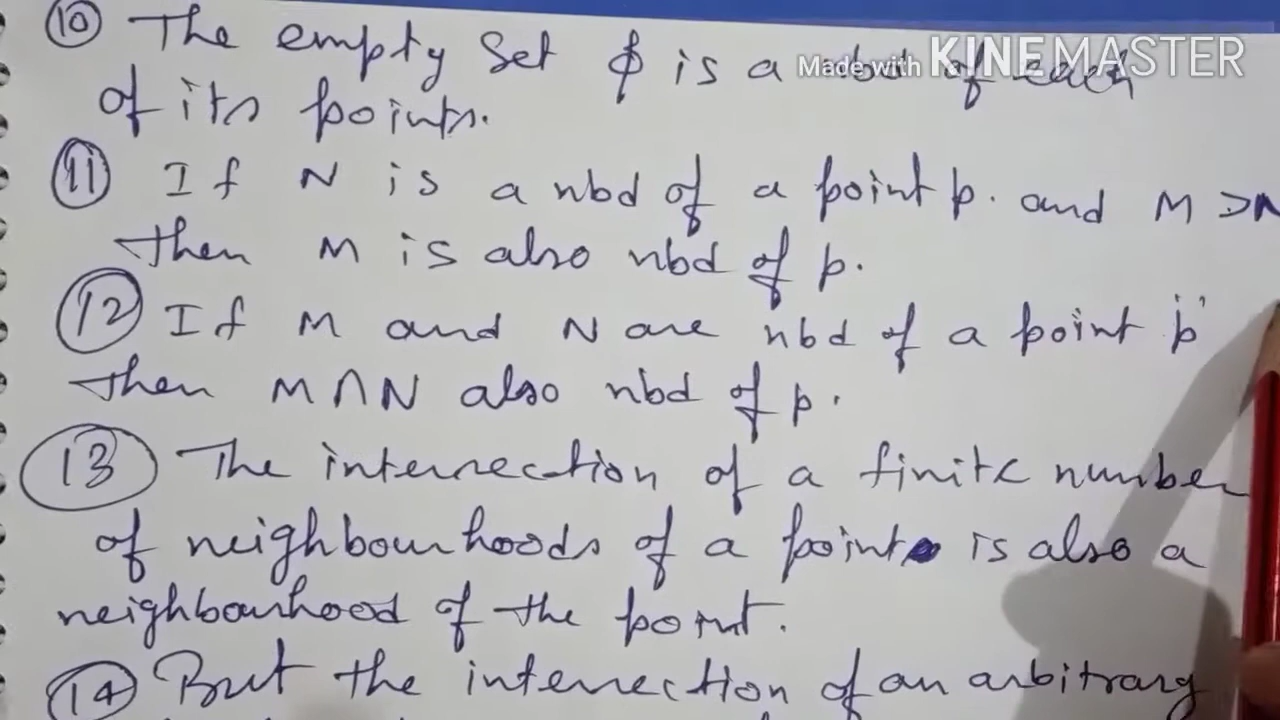 ⑩ The empty set ϕ is a nbd of each
Made with KINEMASTER
of its points.
⑪ If N is a nbd of a point p. and M ⊃ N
then M is also nbd of p.
⑫ If M and N are nbd of a point 'p'
then M∩N also nbd of p.
⑬ The intersection of a finite number
of neighbourhoods of a point is also a
neighbourhood of the point.
⑭ But the intersection of an arbitrary